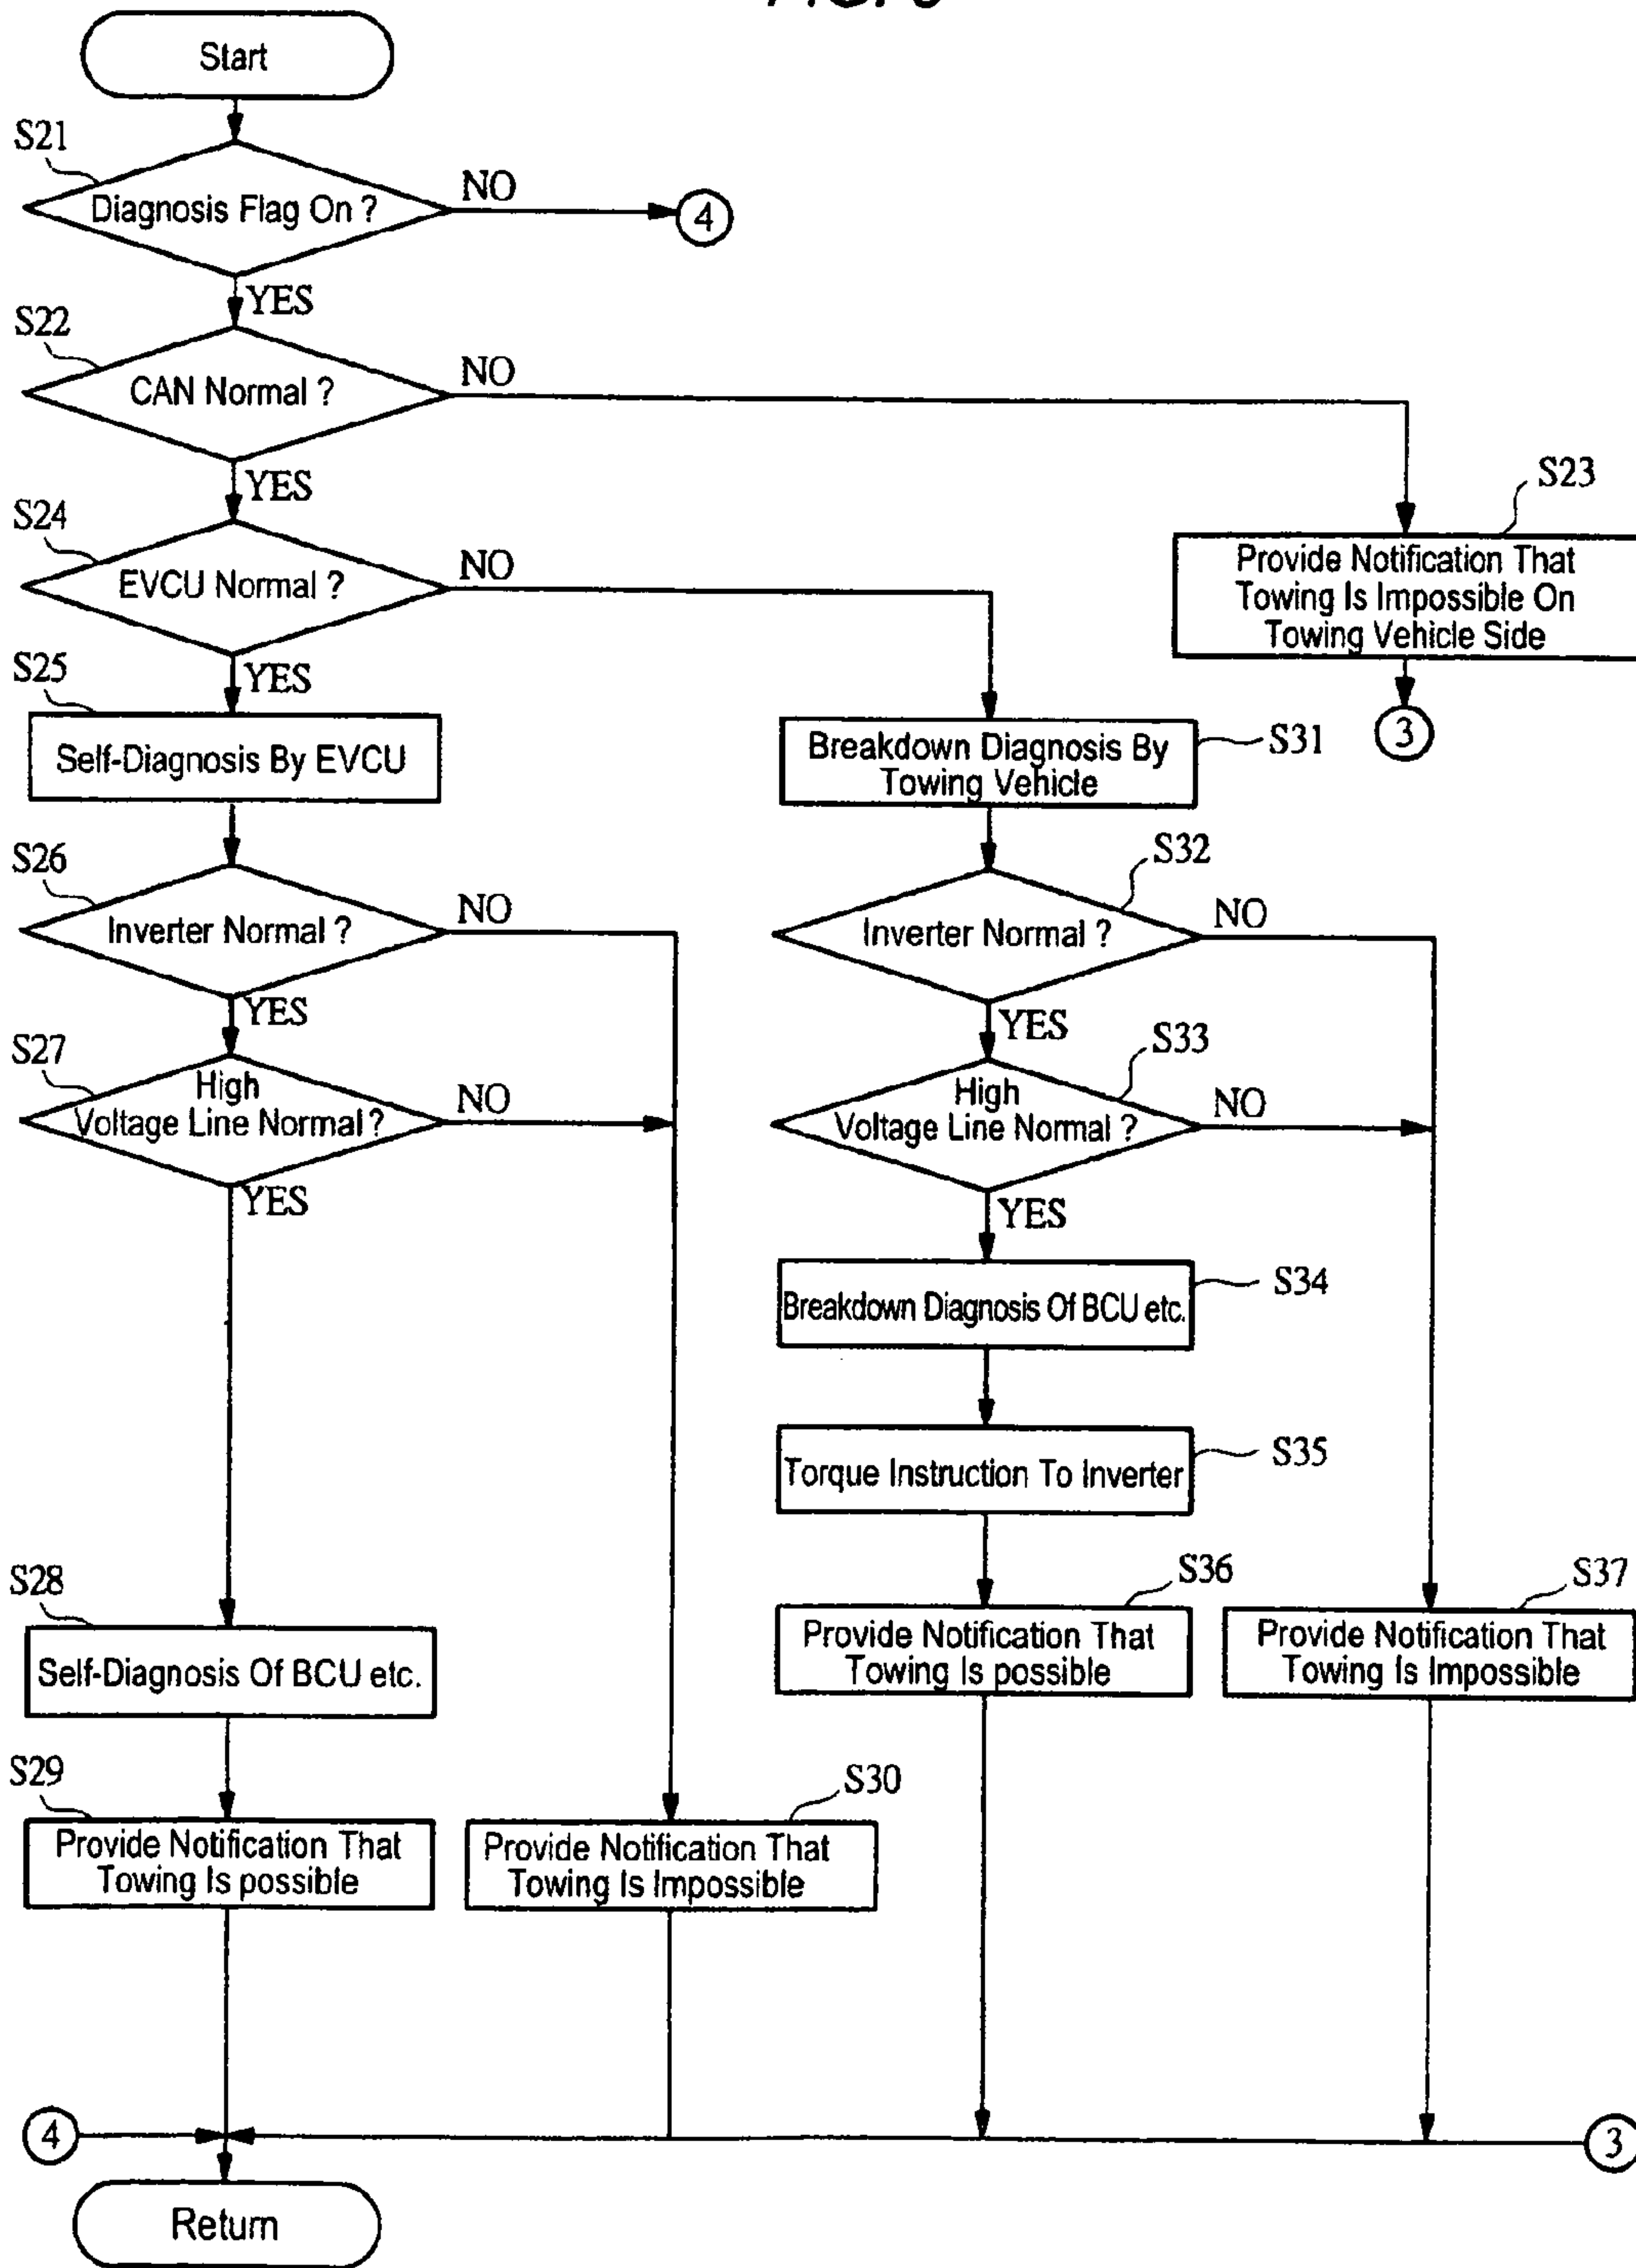 Start
S21
Diagnosis Flag On ?
NO
4
YES
S22
CAN Normal ?
NO
YES
S23
Provide Notification That
Towing Is Impossible On
Towing Vehicle Side
3
S24
EVCU Normal ?
NO
YES
S25
Self-Diagnosis By EVCU
Breakdown Diagnosis By
Towing Vehicle
S31
S26
Inverter Normal ?
NO
YES
S32
Inverter Normal ?
NO
YES
S27
High
Voltage Line Normal ?
NO
YES
S33
High
Voltage Line Normal ?
NO
YES
Breakdown Diagnosis Of BCU etc.
S34
Torque Instruction To Inverter
S35
S36
Provide Notification That
Towing Is possible
S37
Provide Notification That
Towing Is Impossible
S28
Self-Diagnosis Of BCU etc.
S29
Provide Notification That
Towing Is possible
S30
Provide Notification That
Towing Is Impossible
4
3
Return